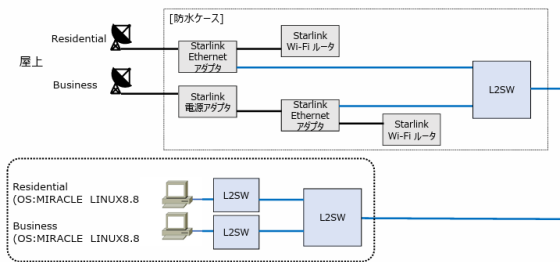 [防水ケース]
Residential
Starlink
Wi-Fi ルータ
Starlink
Ethernet
アダプタ
屋上
Business
L2SW
Starlink
電源アダプタ
Starlink
Ethernet
アダプタ
Starlink
Wi-Fi ルータ
Residential
(OS:MIRACLE LINUX8.8
L2SW
L2SW
Business
(OS:MIRACLE LINUX8.8
L2SW